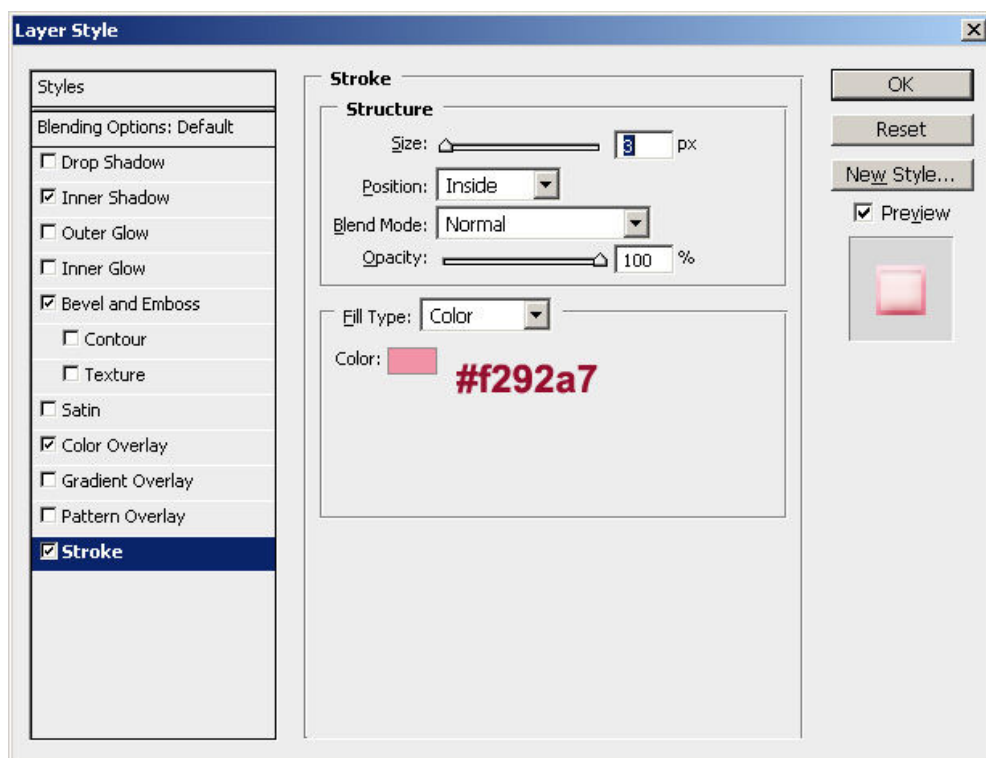 Layer Style
Styles
Blending Options: Default
Drop Shadow
Inner Shadow
Outer Glow
Inner Glow
Bevel and Emboss
Contour
Texture
Satin
Color Overlay
Gradient Overlay
Pattern Overlay
Stroke
Stroke
Structure
Size: 3 px
Position: Inside
Blend Mode: Normal
Opacity: 100 %
Fill Type: Color
Color: #f292a7
OK
Reset
New Style...
Preview